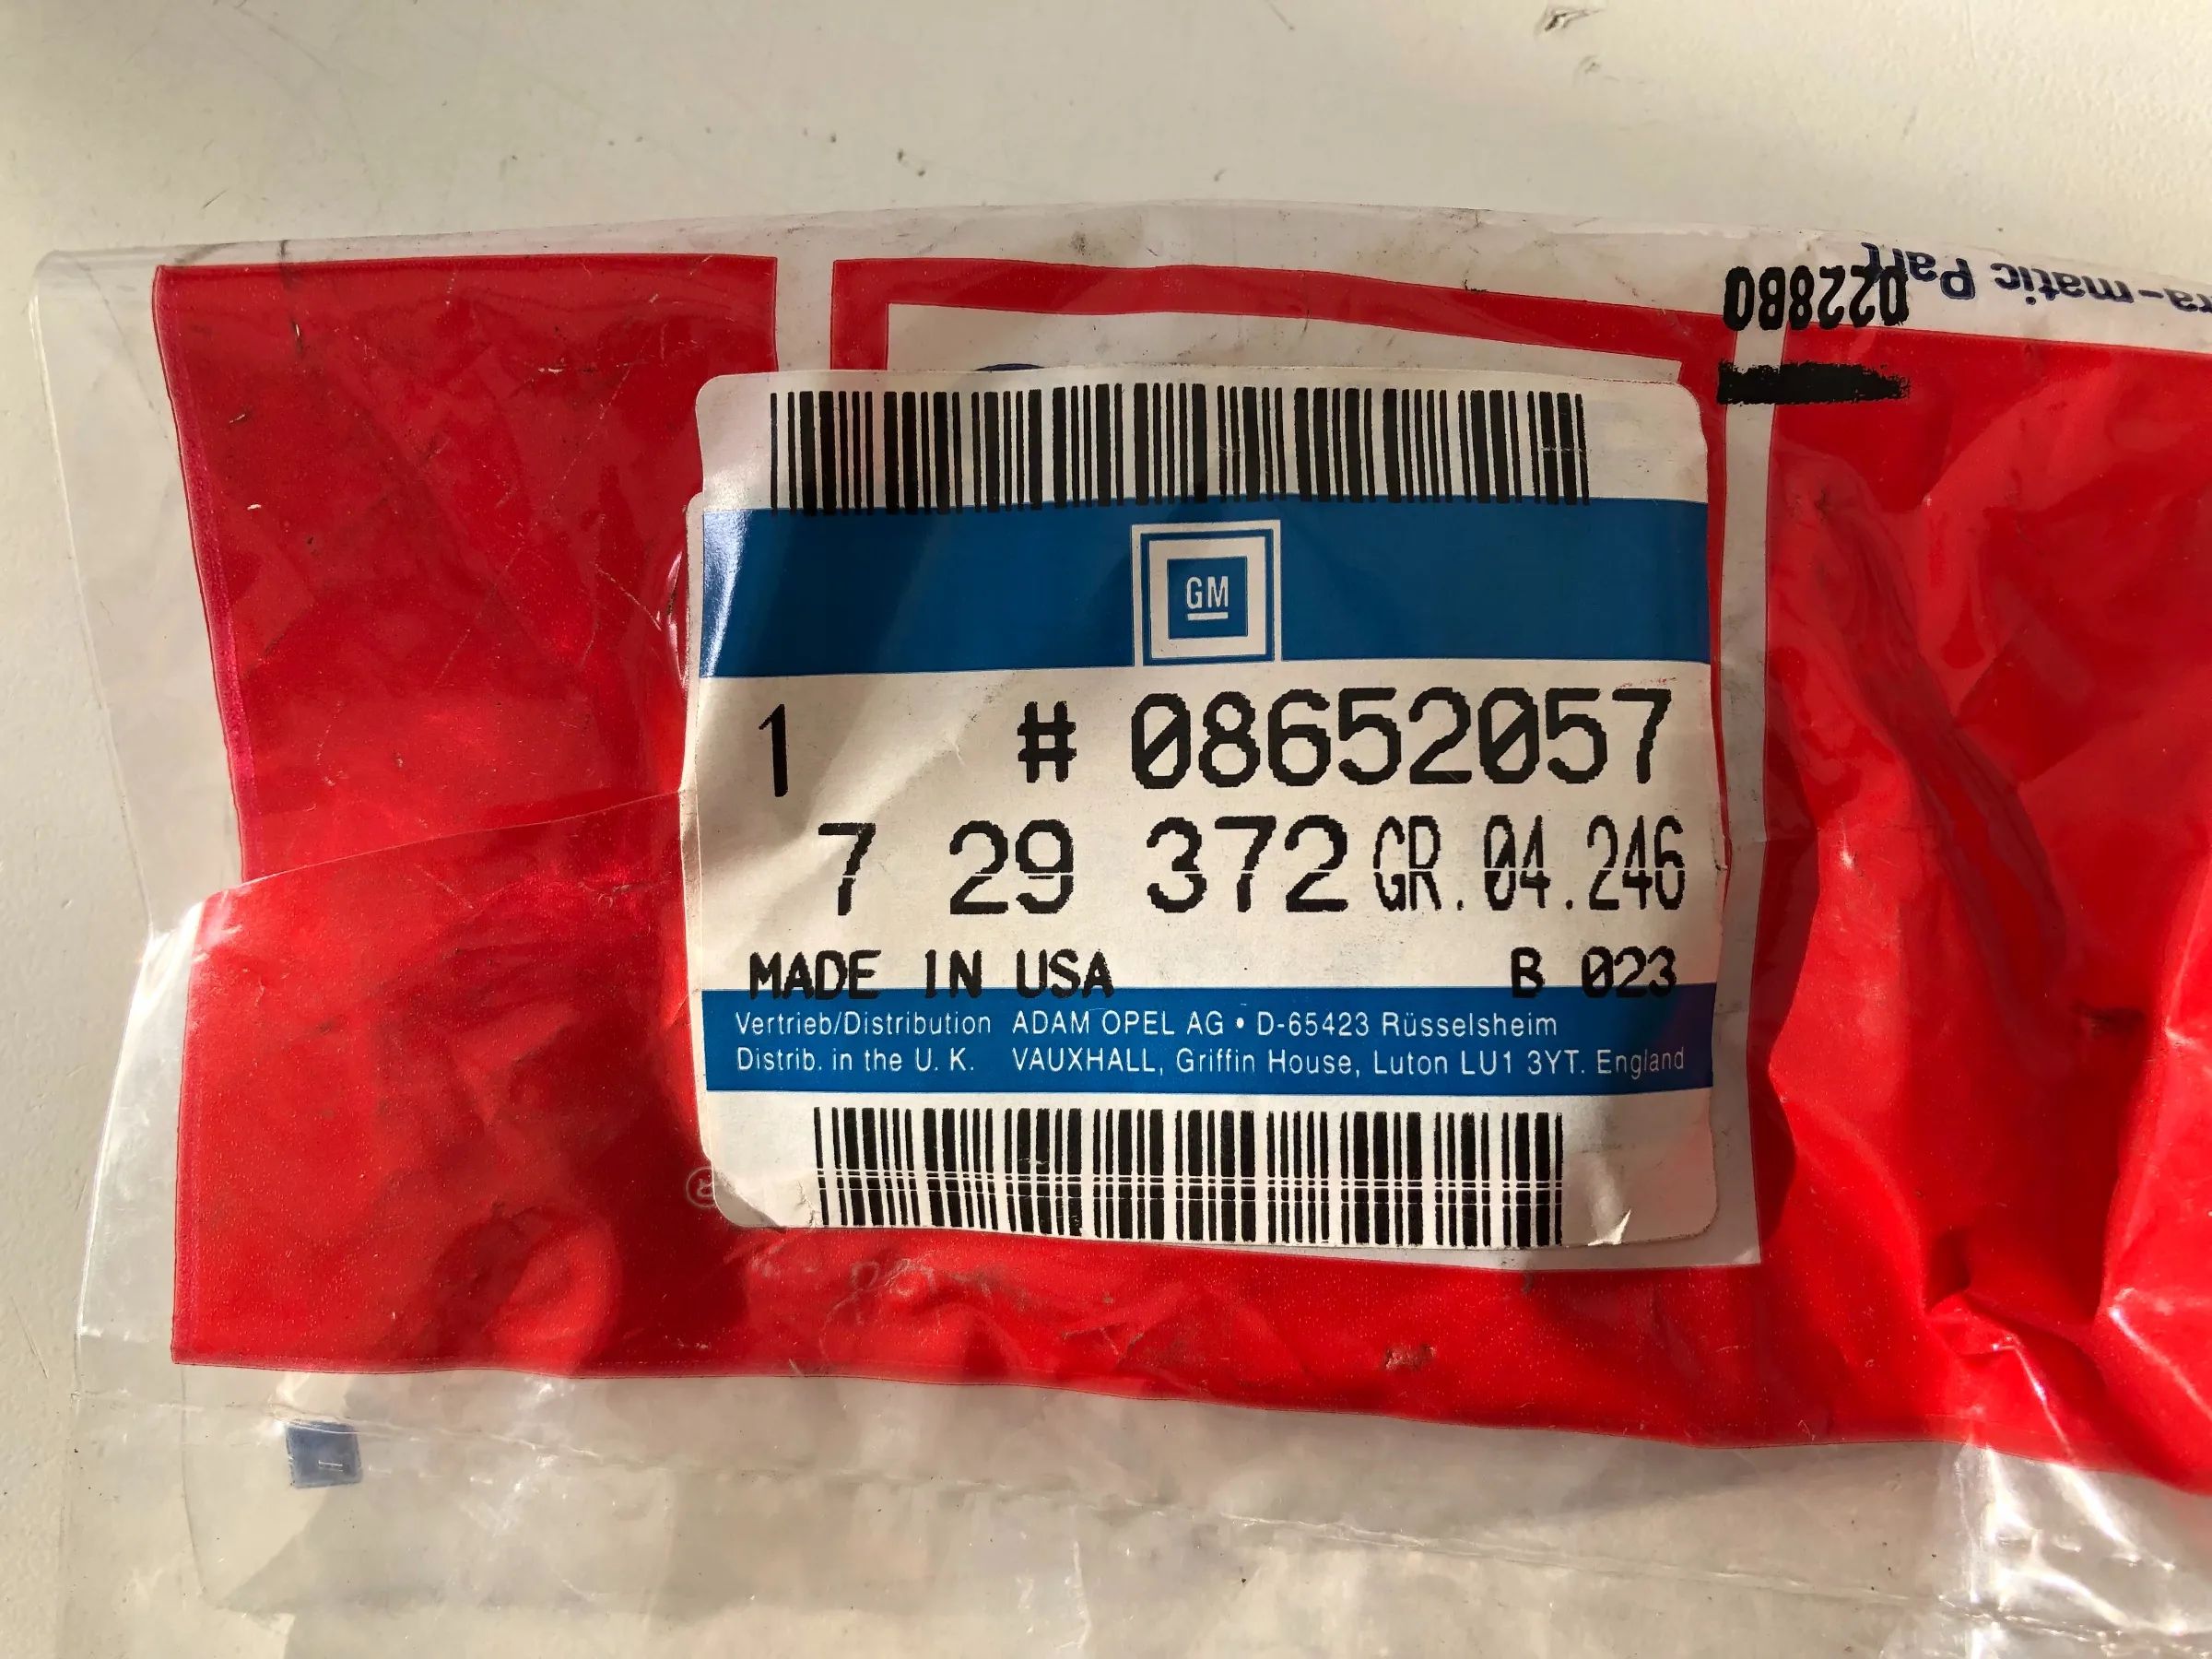 ra-matic Part
D22880
GM
1 # 08652057
7 29 372 GR. 04.246
MADE IN USA B 023
Vertrieb/Distribution ADAM OPEL AG • D-65423 Rüsselsheim
Distrib. in the U. K. VAUXHALL, Griffin House, Luton LU1 3YT. England
®